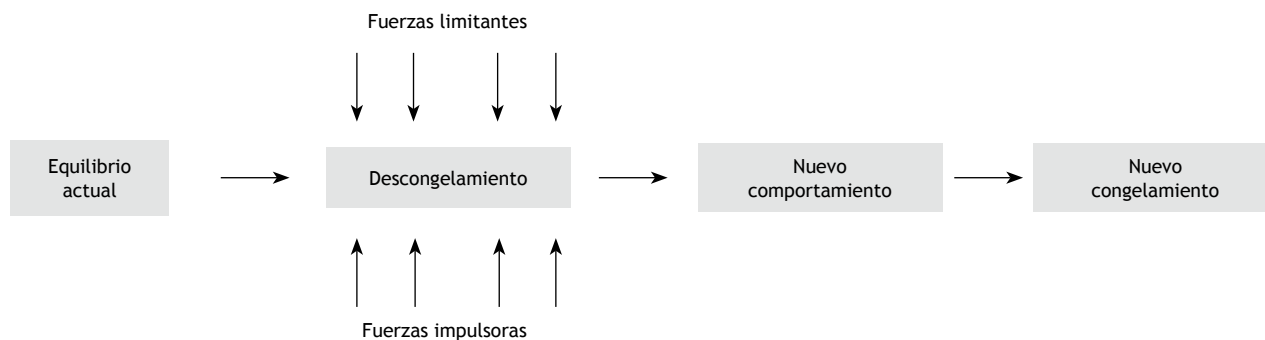 Fuerzas limitantes
Equilibrio
actual
Descongelamiento
Nuevo
comportamiento
Nuevo
congelamiento
Fuerzas impulsoras